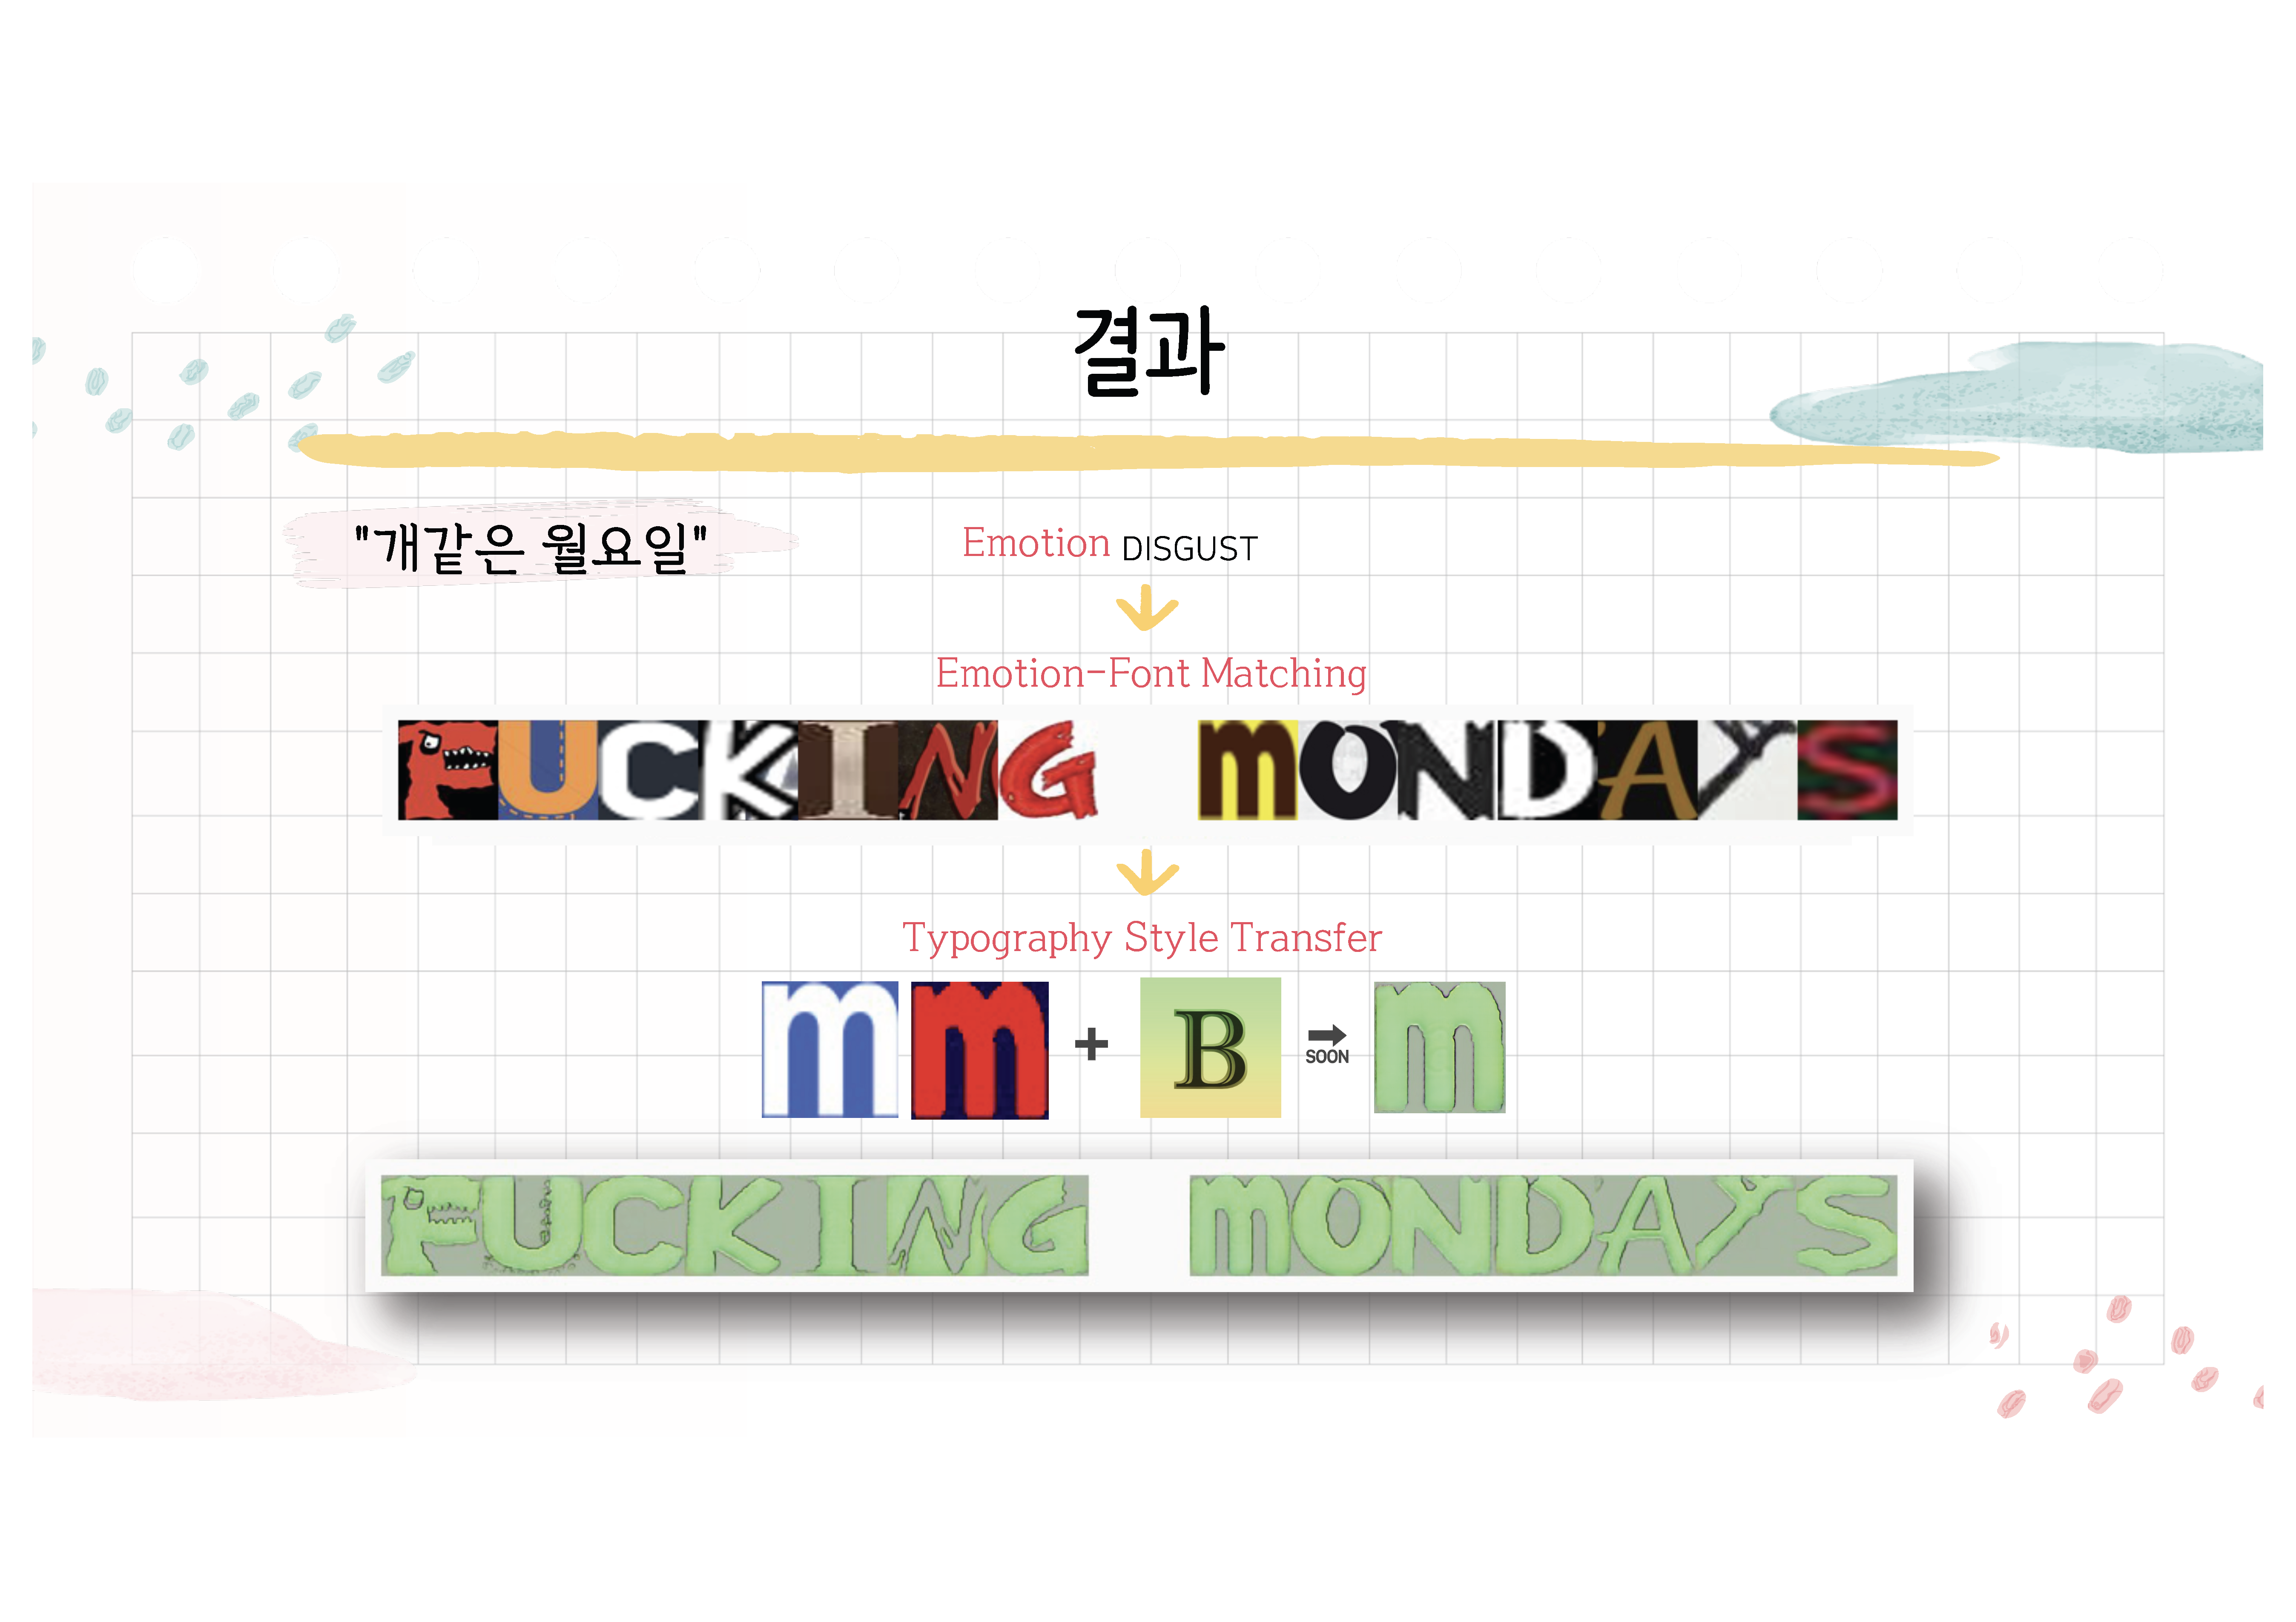 결과
"개같은 월요일"
Emotion DISGUST
Emotion-Font Matching
FUCKING mONDAYS
Typography Style Transfer
m m + B SOON m
FUCKING mONDAYS